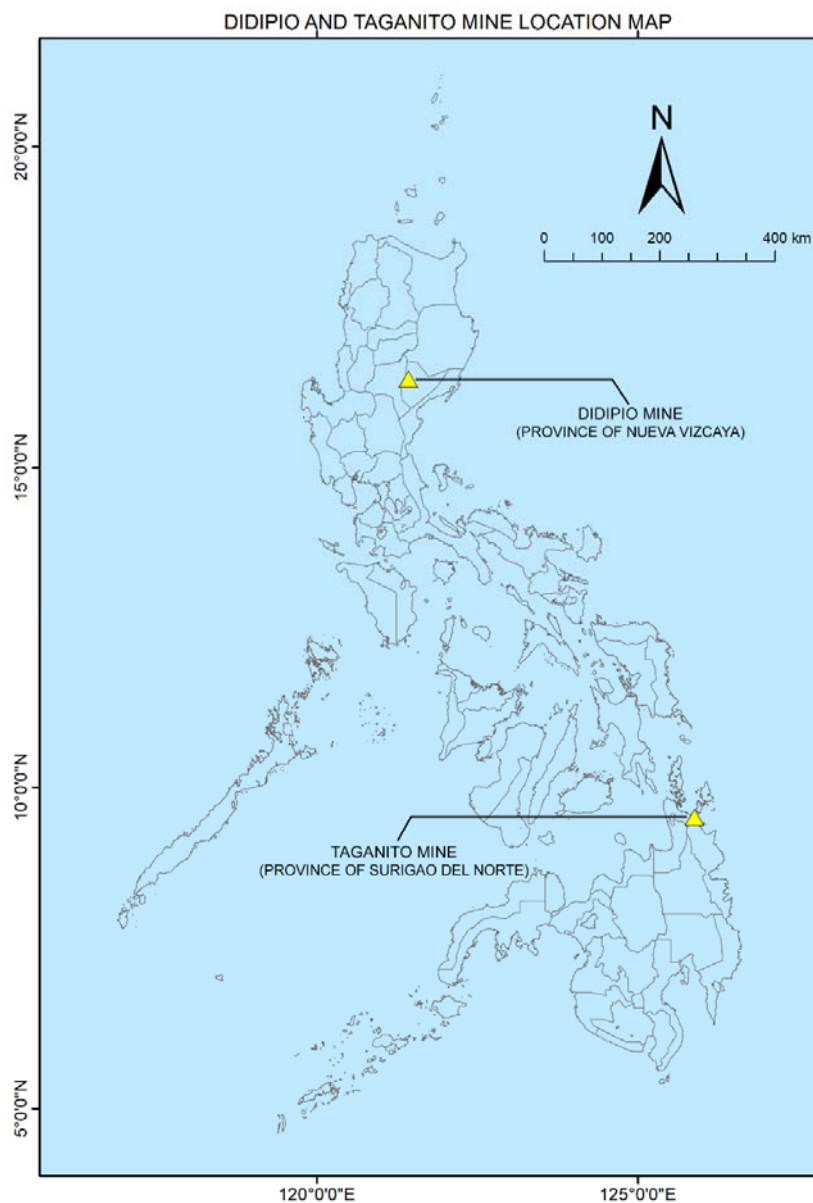 DIDIPIO AND TAGANITO MINE LOCATION MAP
20°0'0"N
N
0 100 200 400 km
DIDIPIO MINE
(PROVINCE OF NUEVA VIZCAYA)
15°0'0"N
10°0'0"N
TAGANITO MINE
(PROVINCE OF SURIGAO DEL NORTE)
5°0'0"N
120°0'0"E 125°0'0"E